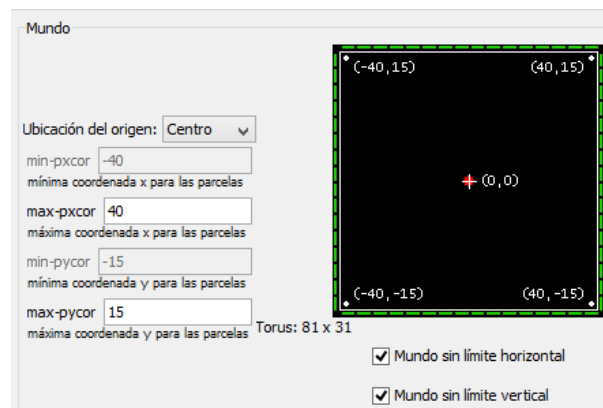 Mundo
(-40,15) (40,15)
Ubicación del origen: Centro
min-pxcor -40
mínima coordenada x para las parcelas
(0,0)
max-pxcor 40
máxima coordenada x para las parcelas
min-pycor -15
mínima coordenada y para las parcelas
(-40,-15) (40,-15)
max-pycor 15
máxima coordenada y para las parcelas
Torus: 81 x 31
Mundo sin límite horizontal
Mundo sin límite vertical